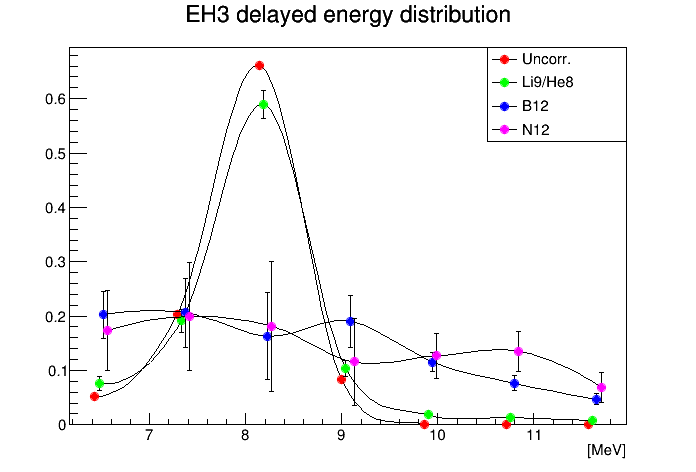 EH3 delayed energy distribution
Uncorr.
Li9/He8
B12
N12
0.6
0.5
0.4
0.3
0.2
0.1
0
7 8 9 10 11
[MeV]